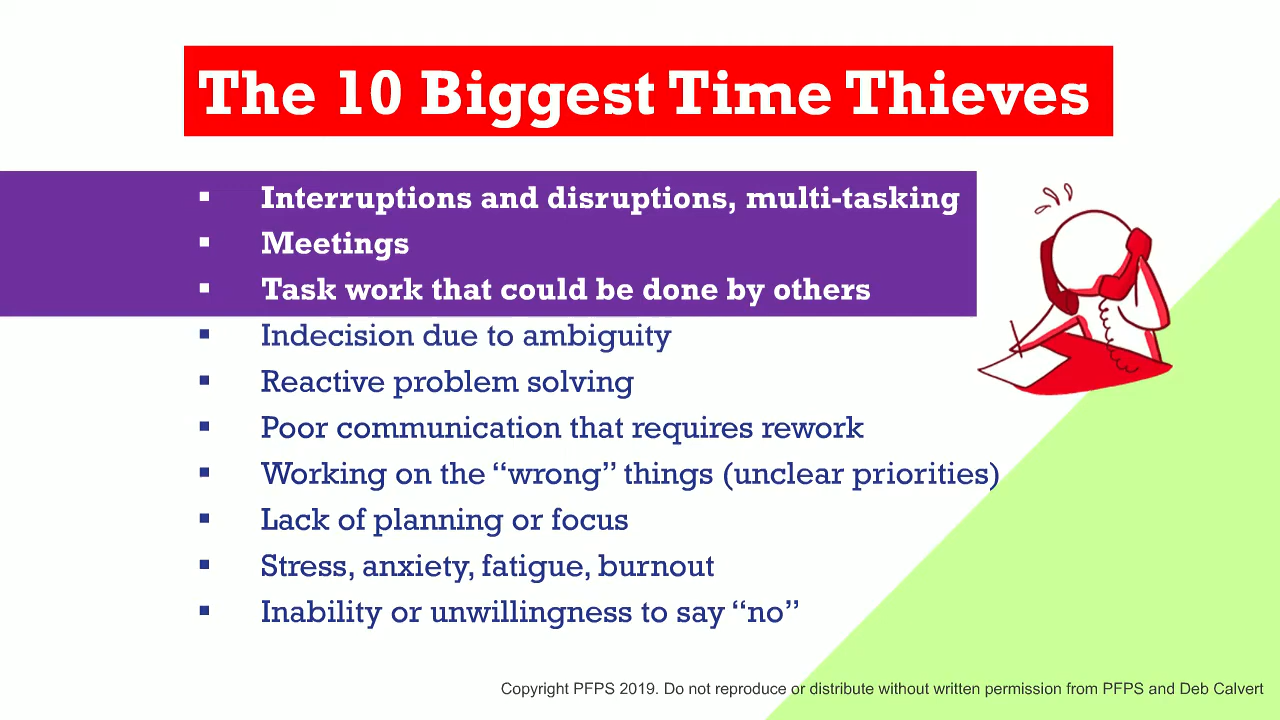 The 10 Biggest Time Thieves
▪ Interruptions and disruptions, multi-tasking
▪ Meetings
▪ Task work that could be done by others
▪ Indecision due to ambiguity
▪ Reactive problem solving
▪ Poor communication that requires rework
▪ Working on the “wrong” things (unclear priorities)
▪ Lack of planning or focus
▪ Stress, anxiety, fatigue, burnout
▪ Inability or unwillingness to say “no”
Copyright PFPS 2019. Do not reproduce or distribute without written permission from PFPS and Deb Calvert